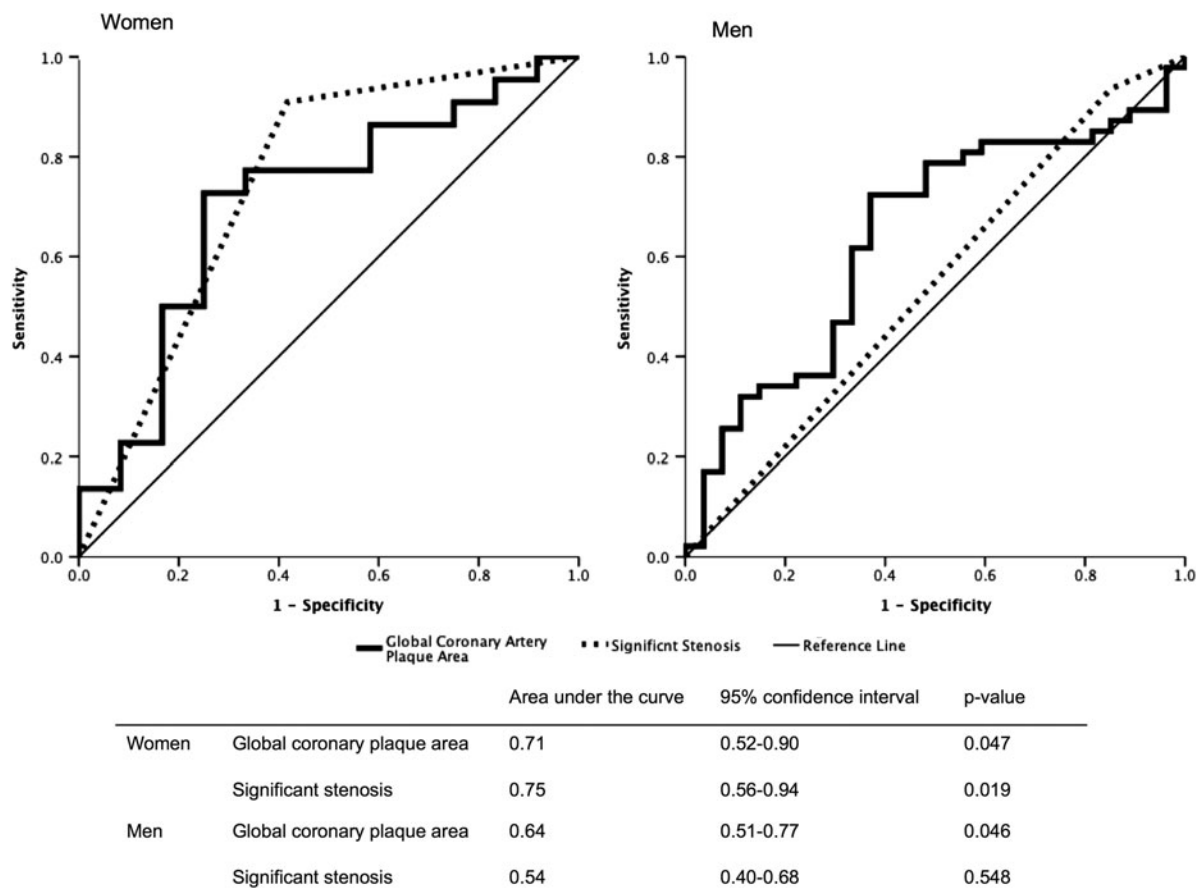 Women
Men
1.0
0.8
0.6
0.4
0.2
0.0
Sensitivity
0.0 0.2 0.4 0.6 0.8 1.0
1 - Specificity
1.0
0.8
0.6
0.4
0.2
0.0
Sensitivity
0.0 0.2 0.4 0.6 0.8 1.0
1 - Specificity
Global Coronary Artery
Plaque Area
Significnt Stenosis
Reference Line
Area under the curve 95% confidence interval p-value
Women Global coronary plaque area 0.71 0.52-0.90 0.047
Significant stenosis 0.75 0.56-0.94 0.019
Men Global coronary plaque area 0.64 0.51-0.77 0.046
Significant stenosis 0.54 0.40-0.68 0.548